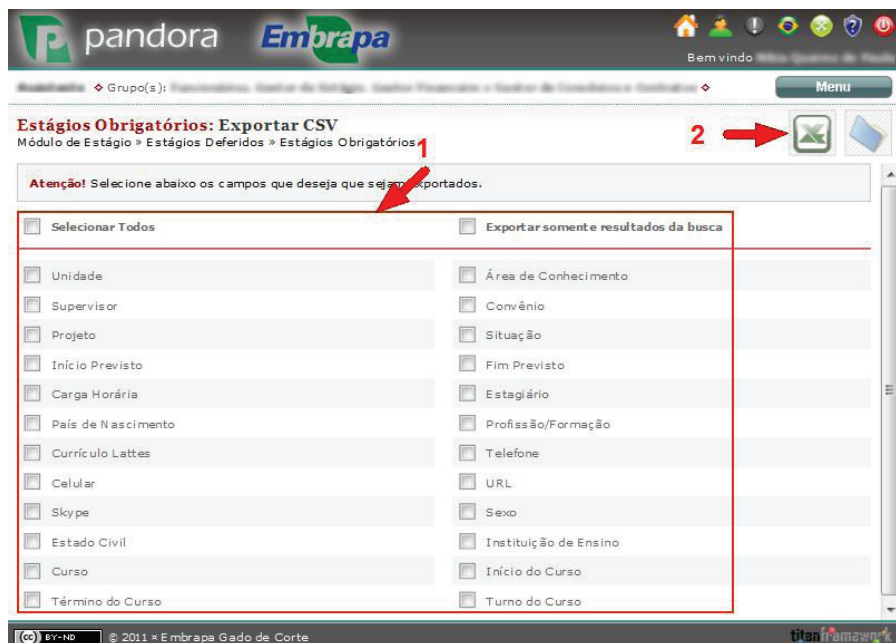 pandora Embrapa
Bem vindo
Grupo(s):
Menu
Estágios Obrigatórios: Exportar CSV
Módulo de Estágio » Estágios Deferidos » Estágios Obrigatórios
1
2
Atenção! Selecione abaixo os campos que deseja que sejam exportados.
Selecionar Todos Exportar somente resultados da busca
Unidade Área de Conhecimento
Supervisor Convênio
Projeto Situação
Início Previsto Fim Previsto
Carga Horária Estagiário
País de Nascimento Profissão/Formação
Currículo Lattes Telefone
Celular URL
Skype Sexo
Estado Civil Instituição de Ensino
Curso Início do Curso
Término do Curso Turno do Curso
(cc) BY-ND © 2011 × Embrapa Gado de Corte titanframework